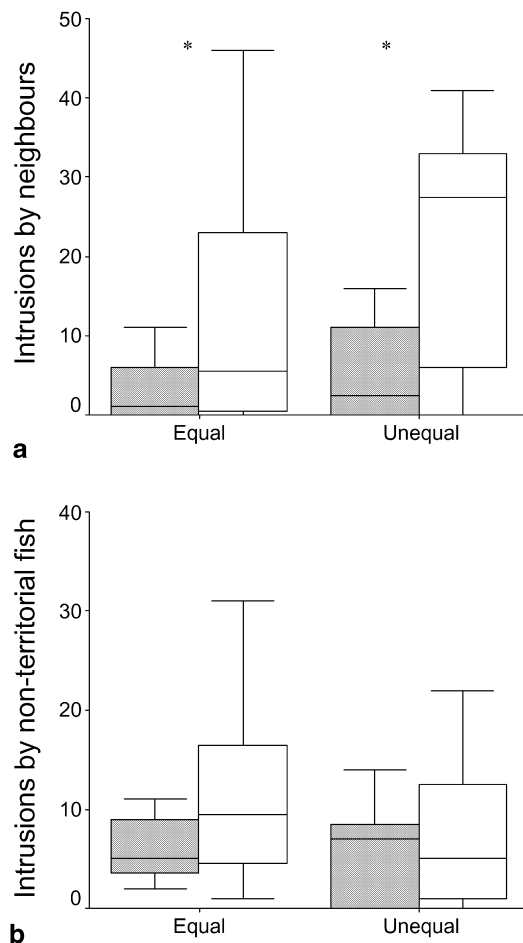 50
* *
40
30
20
10
0
Intrusions by neighbours
Equal Unequal
a
40
30
20
10
0
Intrusions by non-territorial fish
Equal Unequal
b